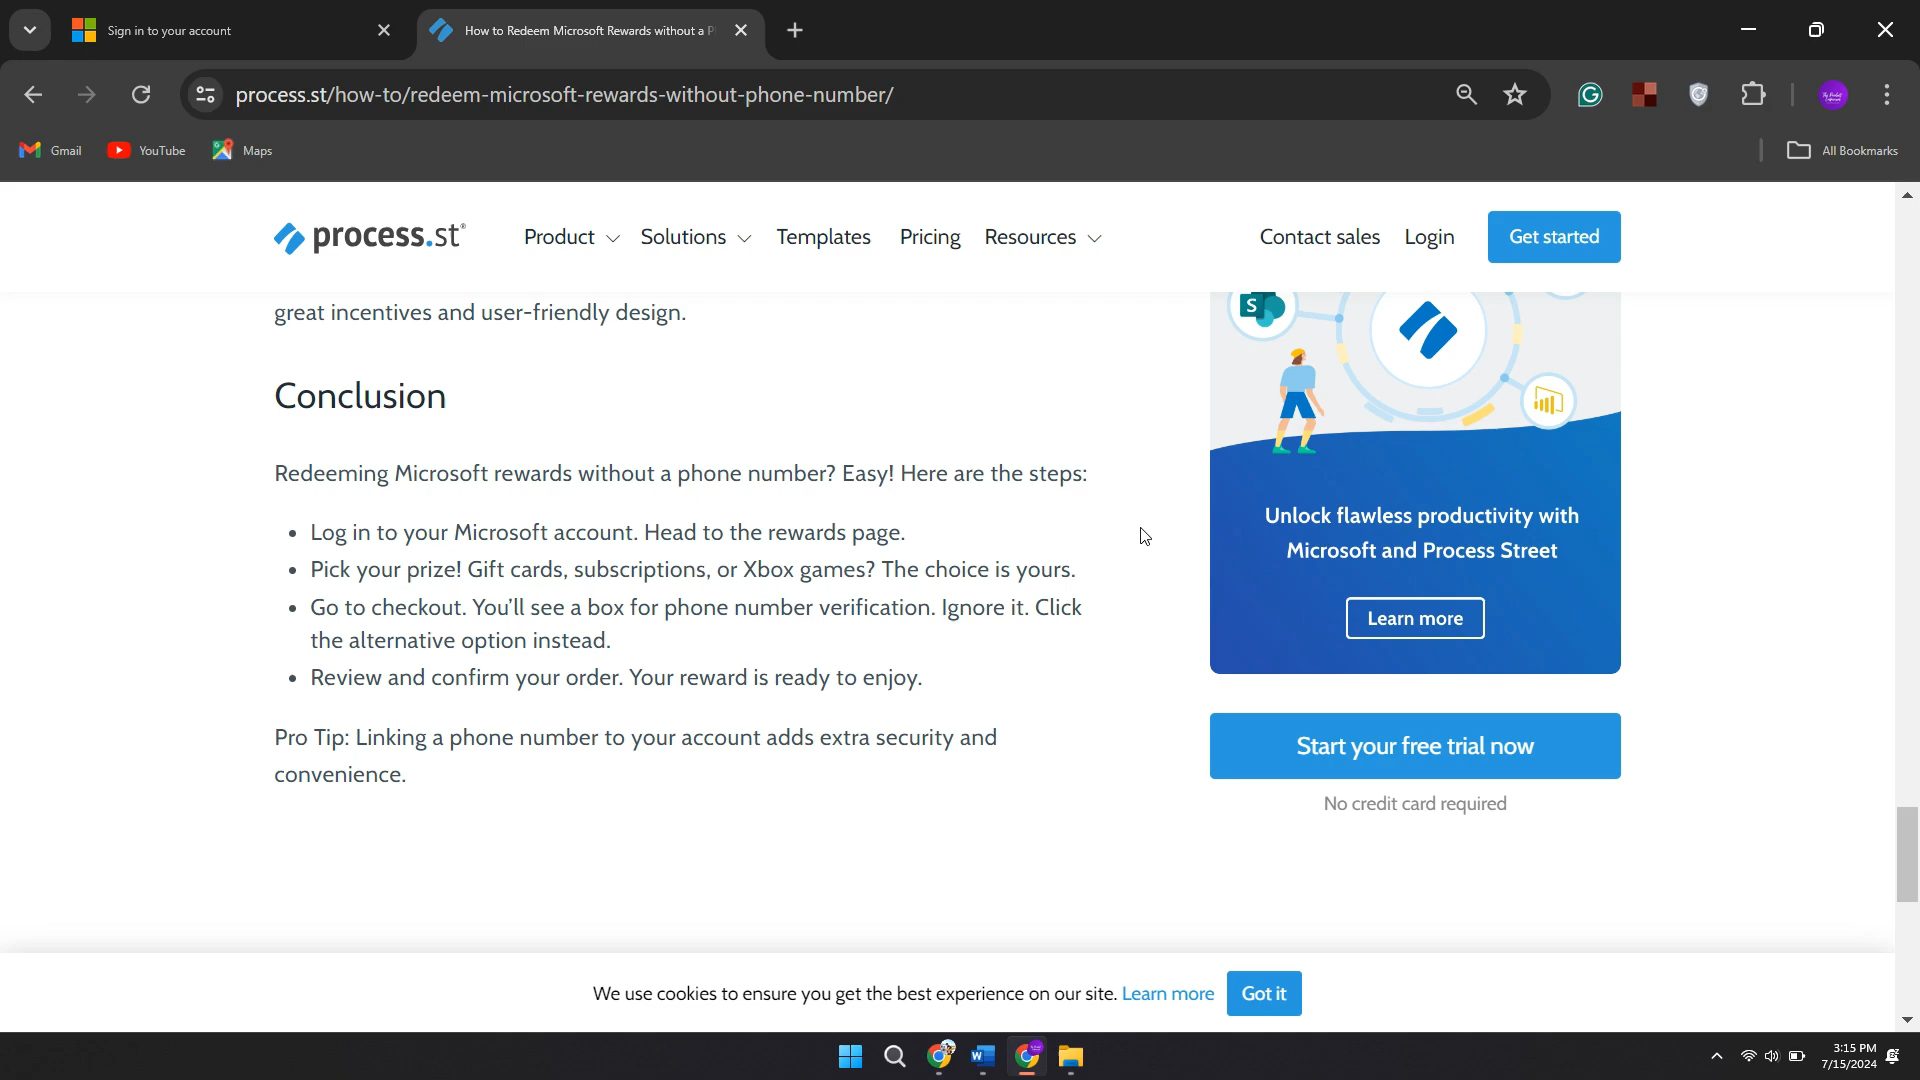 Sign in to your account
How to Redeem Microsoft Rewards without a P
process.st/how-to/redeem-microsoft-rewards-without-phone-number/
Gmail
YouTube
Maps
All Bookmarks
process.st®
Product
Solutions
Templates
Pricing
Resources
Contact sales
Login
Get started
great incentives and user-friendly design.
Conclusion
Redeeming Microsoft rewards without a phone number? Easy! Here are the steps:
• Log in to your Microsoft account. Head to the rewards page.
• Pick your prize! Gift cards, subscriptions, or Xbox games? The choice is yours.
• Go to checkout. You’ll see a box for phone number verification. Ignore it. Click
the alternative option instead.
• Review and confirm your order. Your reward is ready to enjoy.
Pro Tip: Linking a phone number to your account adds extra security and
convenience.
S
Unlock flawless productivity with
Microsoft and Process Street
Learn more
Start your free trial now
No credit card required
We use cookies to ensure you get the best experience on our site. Learn more
Got it
W
3:15 PM
7/15/2024